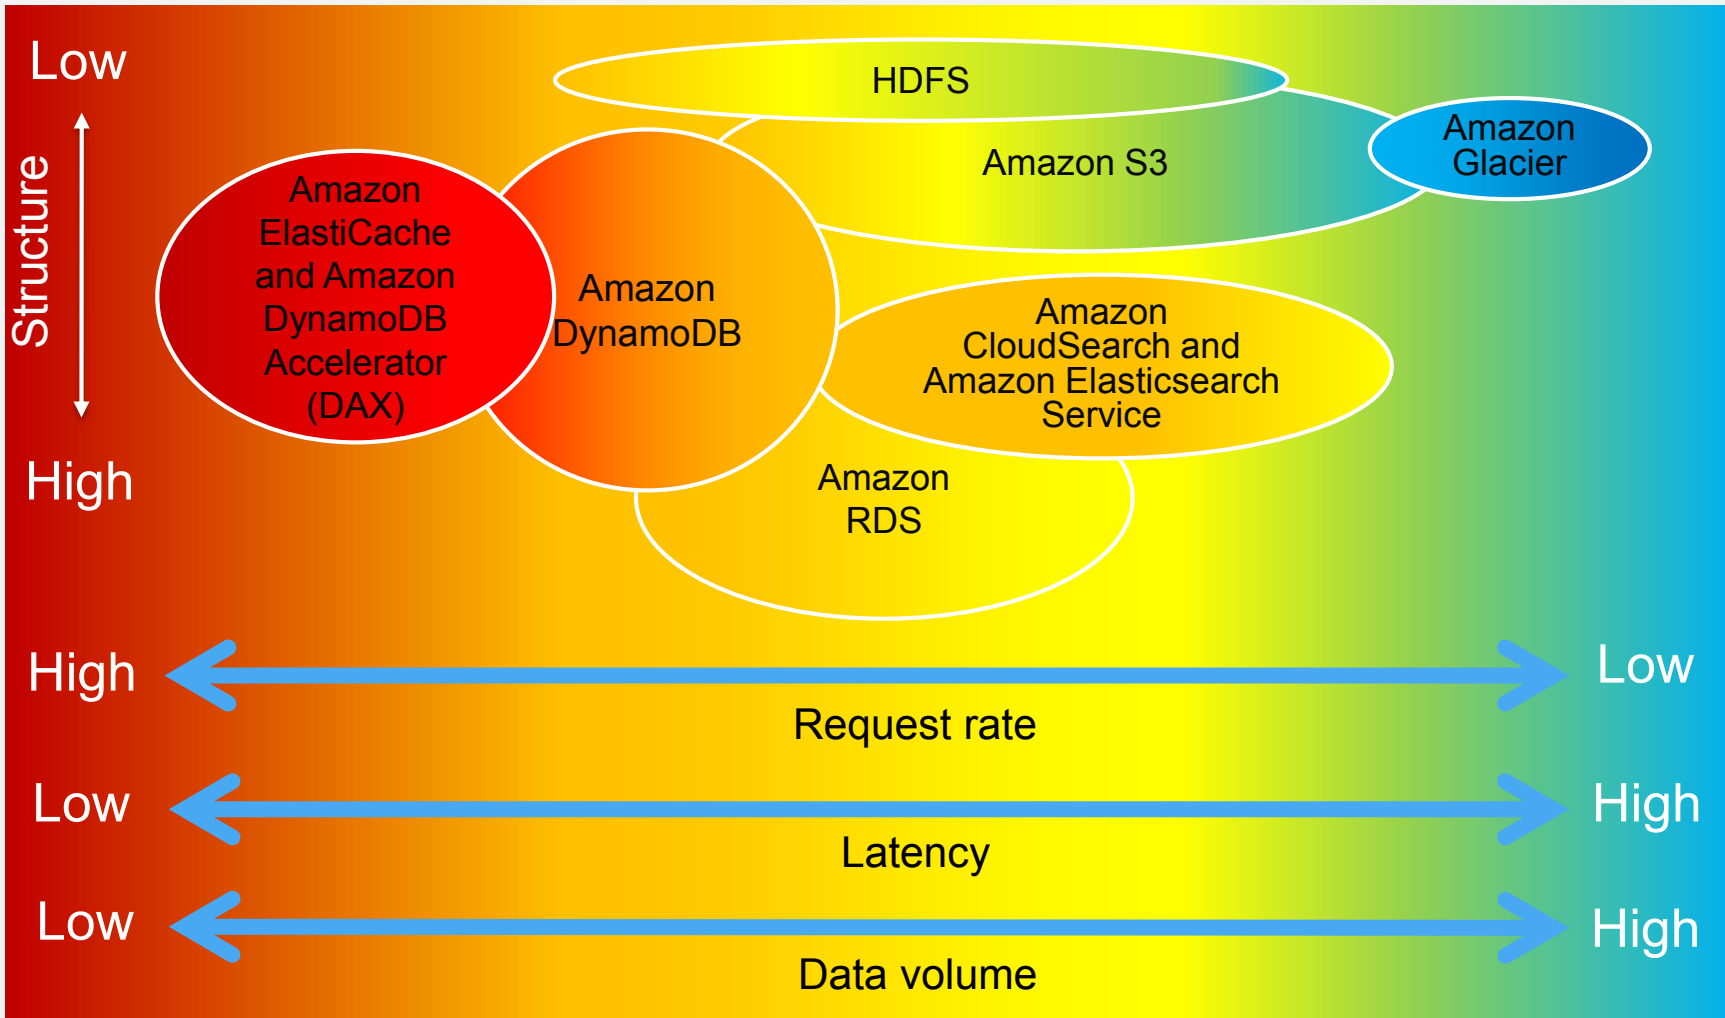 Low
Structure
High
HDFS
Amazon S3
Amazon
Glacier
Amazon
ElastiCache
and Amazon
DynamoDB
Accelerator
(DAX)
Amazon
DynamoDB
Amazon
CloudSearch and
Amazon Elasticsearch
Service
Amazon
RDS
High
Low
Request rate
Low
High
Latency
Low
High
Data volume